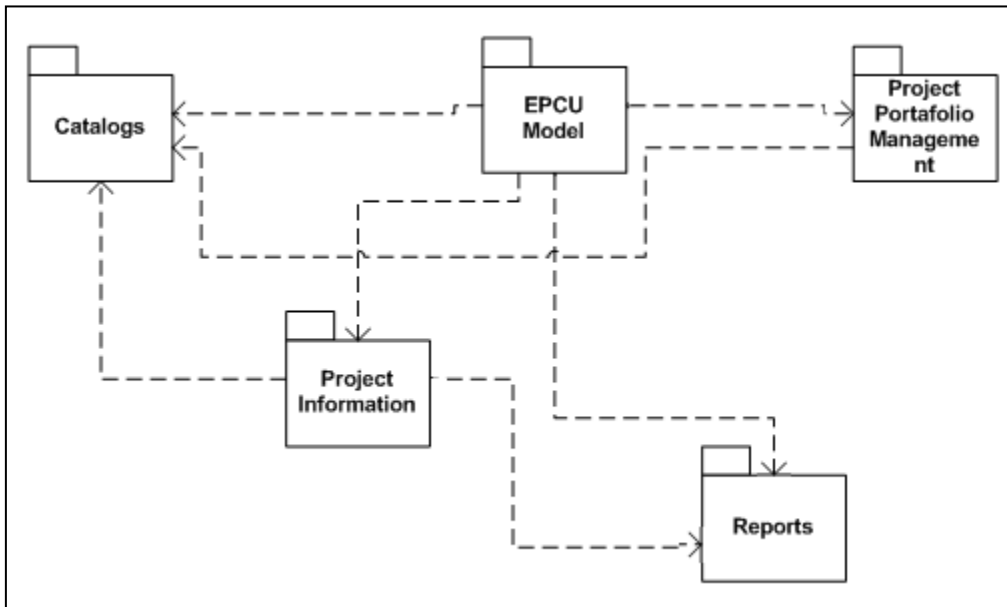 Catalogs
EPCU
Model
Project
Portafolio
Manageme
nt
Project
Information
Reports